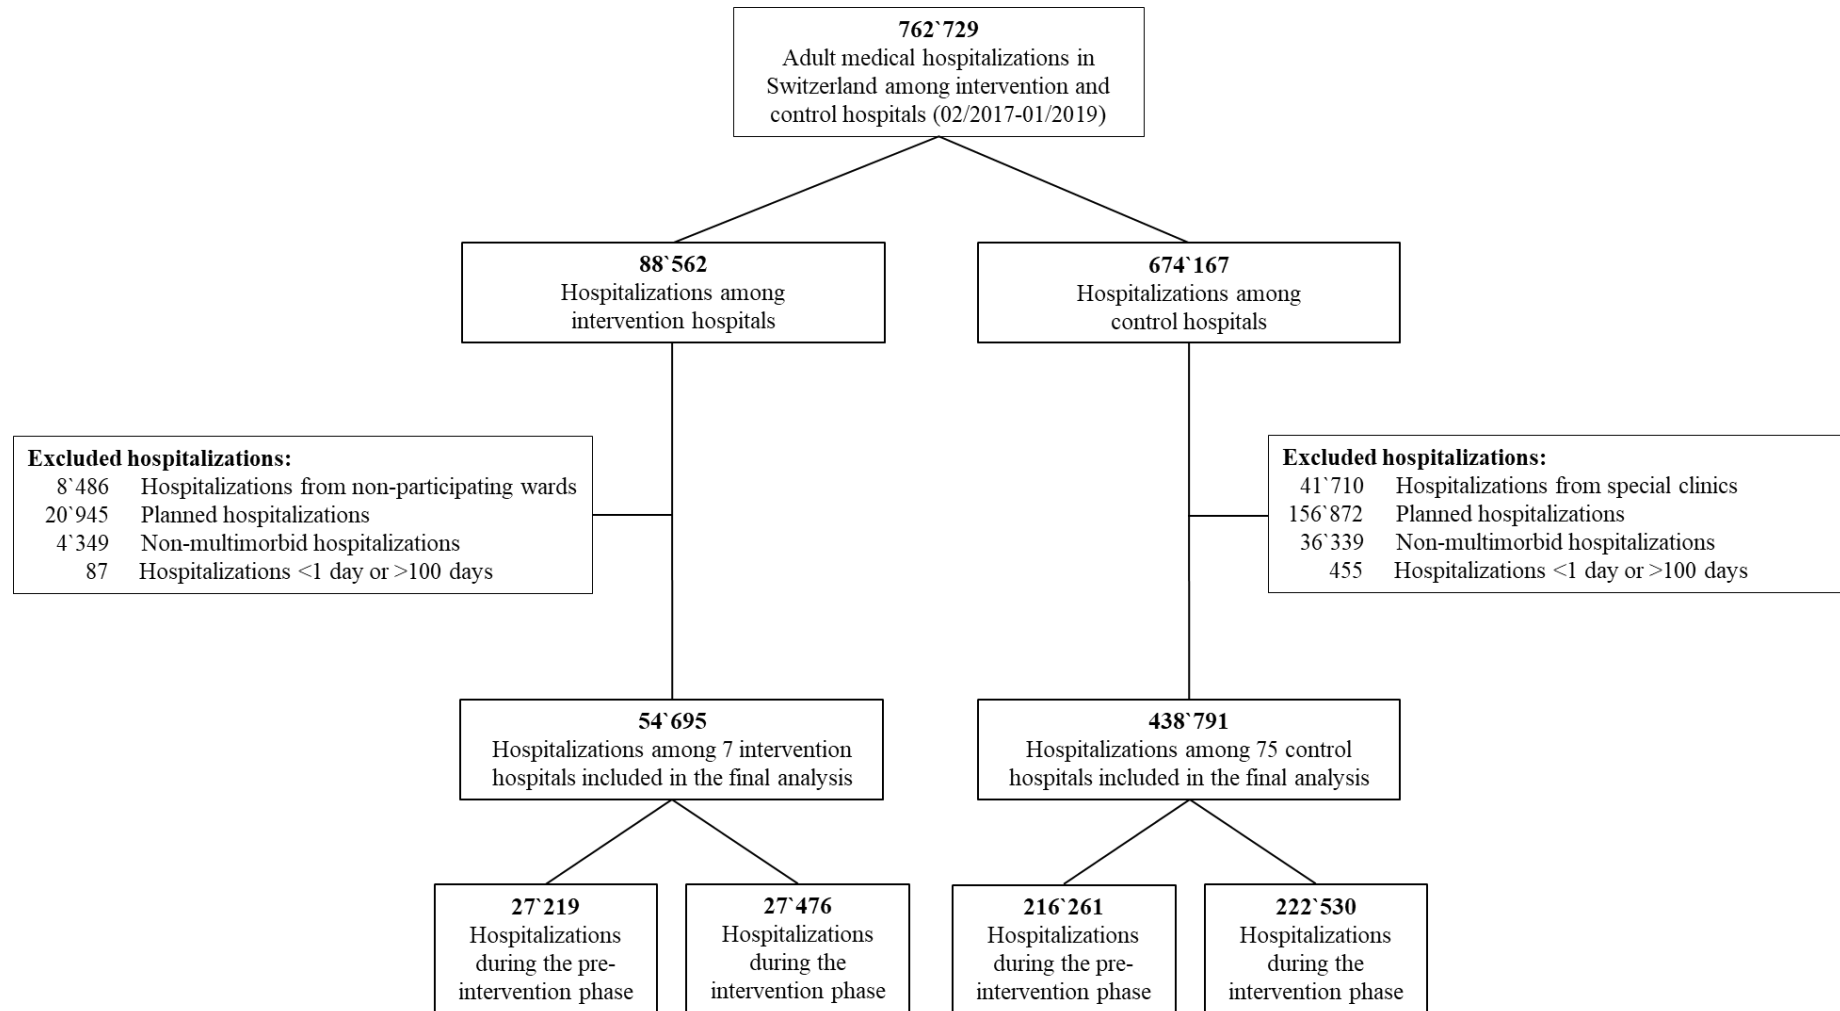 762`729
Adult medical hospitalizations in
Switzerland among intervention and
control hospitals (02/2017-01/2019)
88`562
Hospitalizations among
intervention hospitals
674`167
Hospitalizations among
control hospitals
Excluded hospitalizations:
8`486 Hospitalizations from non-participating wards
20`945 Planned hospitalizations
4`349 Non-multimorbid hospitalizations
87 Hospitalizations <1 day or >100 days
Excluded hospitalizations:
41`710 Hospitalizations from special clinics
156`872 Planned hospitalizations
36`339 Non-multimorbid hospitalizations
455 Hospitalizations <1 day or >100 days
54`695
Hospitalizations among 7 intervention
hospitals included in the final analysis
438`791
Hospitalizations among 75 control
hospitals included in the final analysis
27`219
Hospitalizations
during the pre-
intervention phase
27`476
Hospitalizations
during the
intervention phase
216`261
Hospitalizations
during the pre-
intervention phase
222`530
Hospitalizations
during the
intervention phase